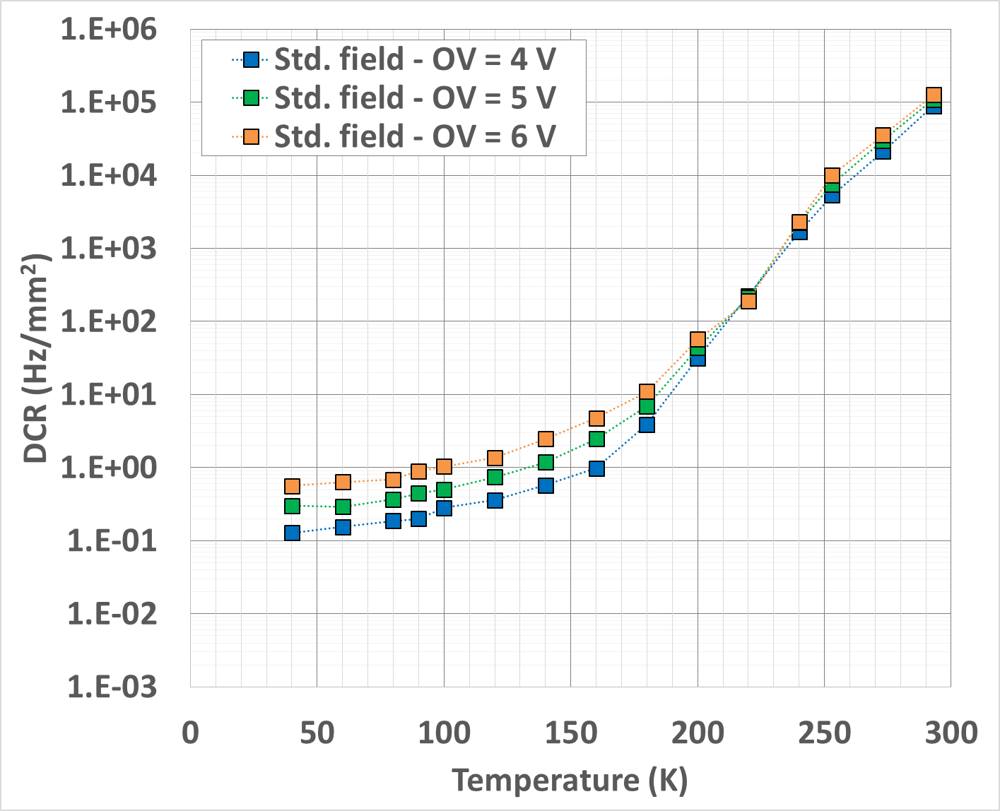 1.E+06
1.E+05
1.E+04
1.E+03
1.E+02
1.E+01
1.E+00
1.E-01
1.E-02
1.E-03
DCR (Hz/mm²)
Std. field - OV = 4 V
Std. field - OV = 5 V
Std. field - OV = 6 V
0 50 100 150 200 250 300
Temperature (K)